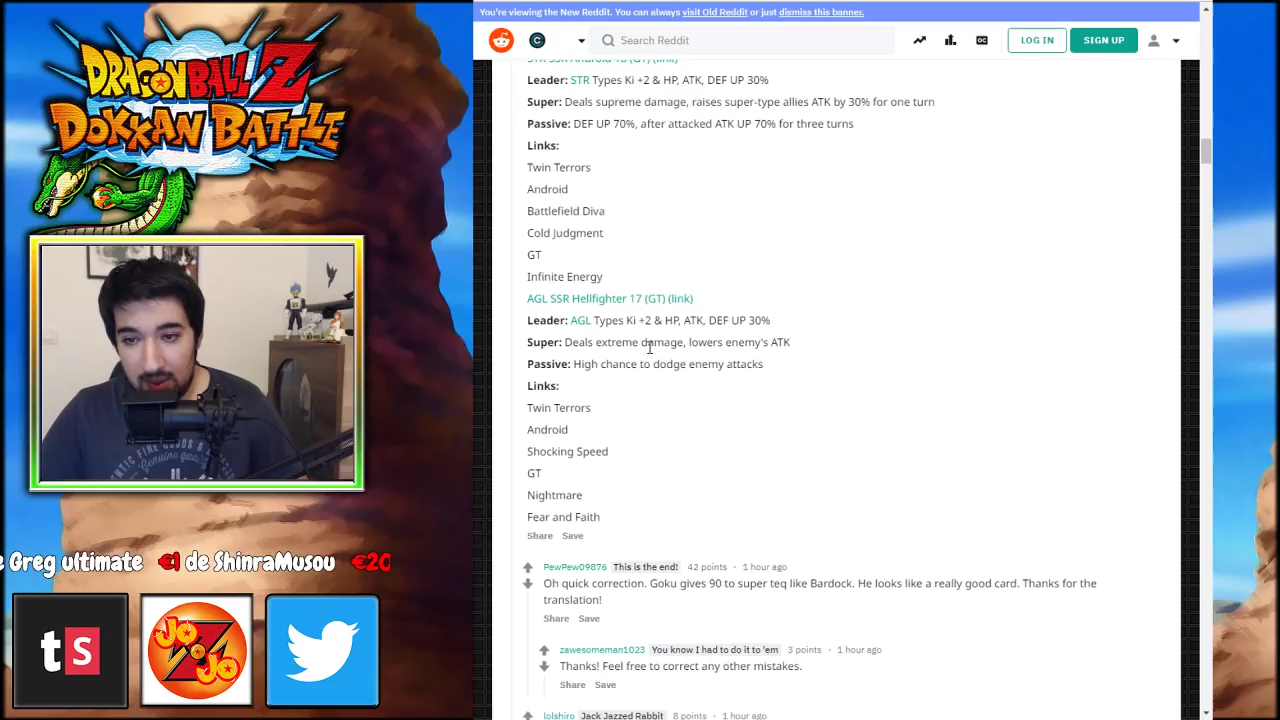 DRAGONBALL Z
DOKKAN BATTLE
e Greg ultimate €1 de ShinraMusou €20
ts
JoJo
You're viewing the New Reddit. You can always visit Old Reddit or just dismiss this banner.
Search Reddit
LOG IN
SIGN UP
STR SSR Android 18 (GT) (link)
Leader: STR Types Ki +2 & HP, ATK, DEF UP 30%
Super: Deals supreme damage, raises super-type allies ATK by 30% for one turn
Passive: DEF UP 70%, after attacked ATK UP 70% for three turns
Links:
Twin Terrors
Android
Battlefield Diva
Cold Judgment
GT
Infinite Energy
AGL SSR Hellfighter 17 (GT) (link)
Leader: AGL Types Ki +2 & HP, ATK, DEF UP 30%
Super: Deals extreme damage, lowers enemy's ATK
Passive: High chance to dodge enemy attacks
Links:
Twin Terrors
Android
Shocking Speed
GT
Nightmare
Fear and Faith
Share Save
PewPew09876 This is the end! 42 points · 1 hour ago
Oh quick correction. Goku gives 90 to super teq like Bardock. He looks like a really good card. Thanks for the
translation!
Share Save
zawesomeman1023 You know I had to do it to 'em 3 points · 1 hour ago
Thanks! Feel free to correct any other mistakes.
Share Save
lolshiro Jack Jazzed Rabbit 8 points · 1 hour ago